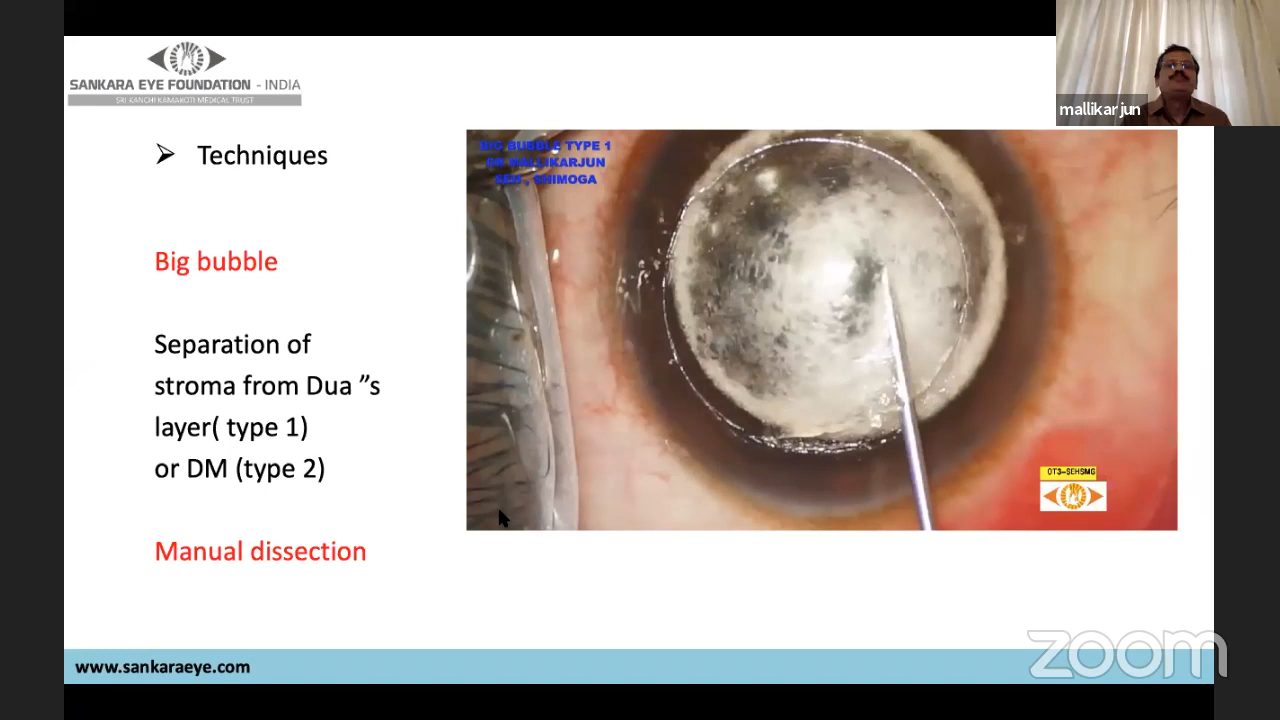 SANKARA EYE FOUNDATION - INDIA
SRI KANCHI KAMAKOTI MEDICAL TRUST
mallikarjun
➢ Techniques
BIG BUBBLE TYPE 1
DR MALLIKARJUN
SEH , SHIMOGA
Big bubble
Separation of
stroma from Dua ”s
layer( type 1)
or DM (type 2)
OT3-SEHSMG
Manual dissection
zoom
www.sankaraeye.com